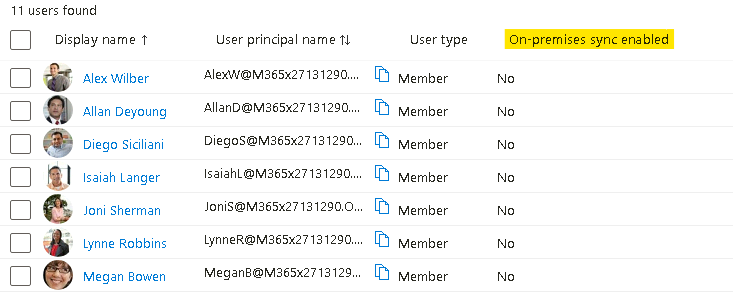 11 users found
Display name ↑ User principal name ↑↓ User type On-premises sync enabled
Alex Wilber AlexW@M365x27131290.... Member No
Allan Deyoung AllanD@M365x27131290.... Member No
Diego Siciliani DiegoS@M365x27131290... Member No
Isaiah Langer IsaiahL@M365x27131290.... Member No
Joni Sherman JoniS@M365x27131290.O... Member No
Lynne Robbins LynneR@M365x27131290.... Member No
Megan Bowen MeganB@M365x27131290... Member No